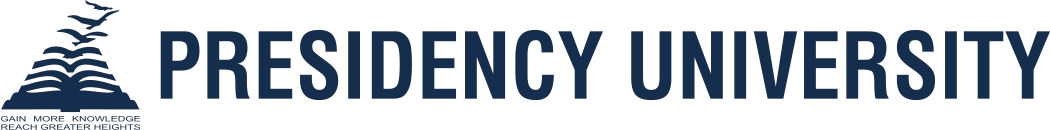 PRESIDENCY UNIVERSITY
GAIN MORE KNOWLEDGE
REACH GREATER HEIGHTS